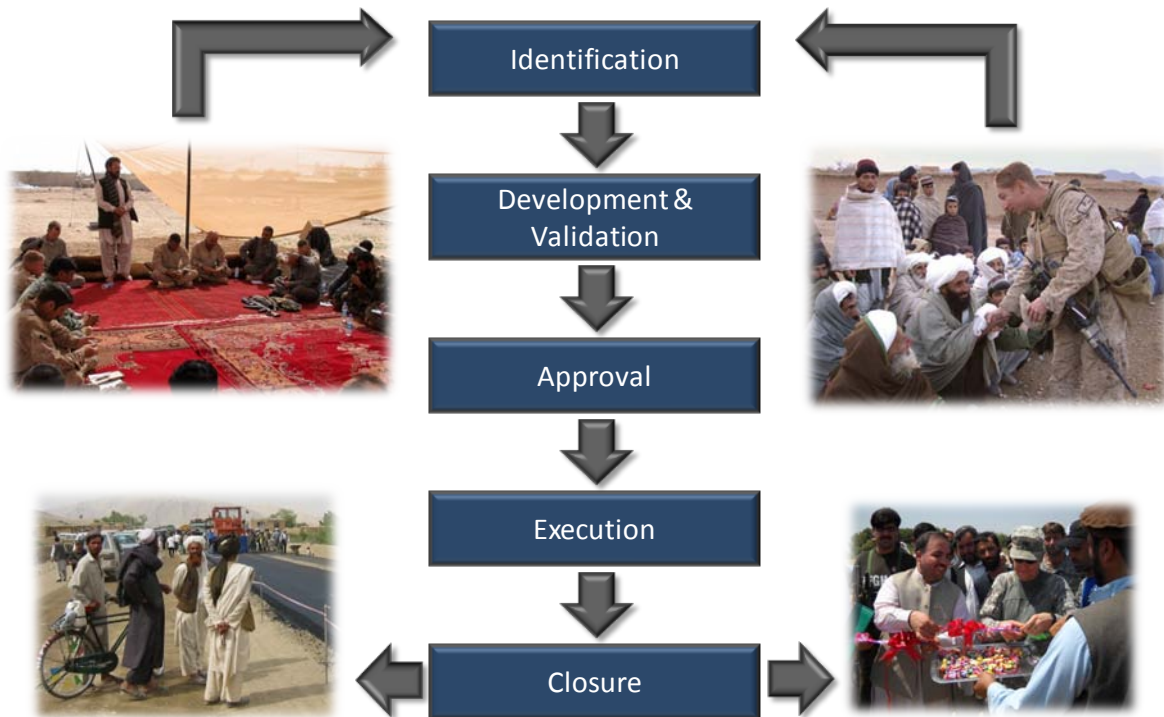 Identification
Development &
Validation
Approval
Execution
Closure